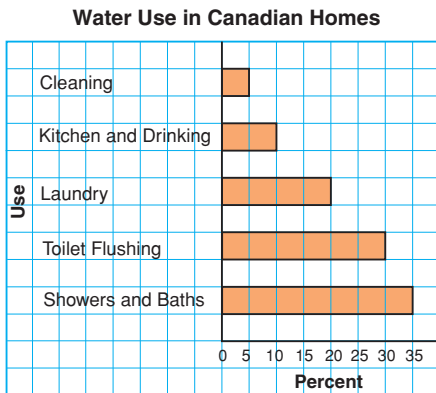 Water Use in Canadian Homes
Use
Cleaning
Kitchen and Drinking
Laundry
Toilet Flushing
Showers and Baths
0 5 10 15 20 25 30 35
Percent